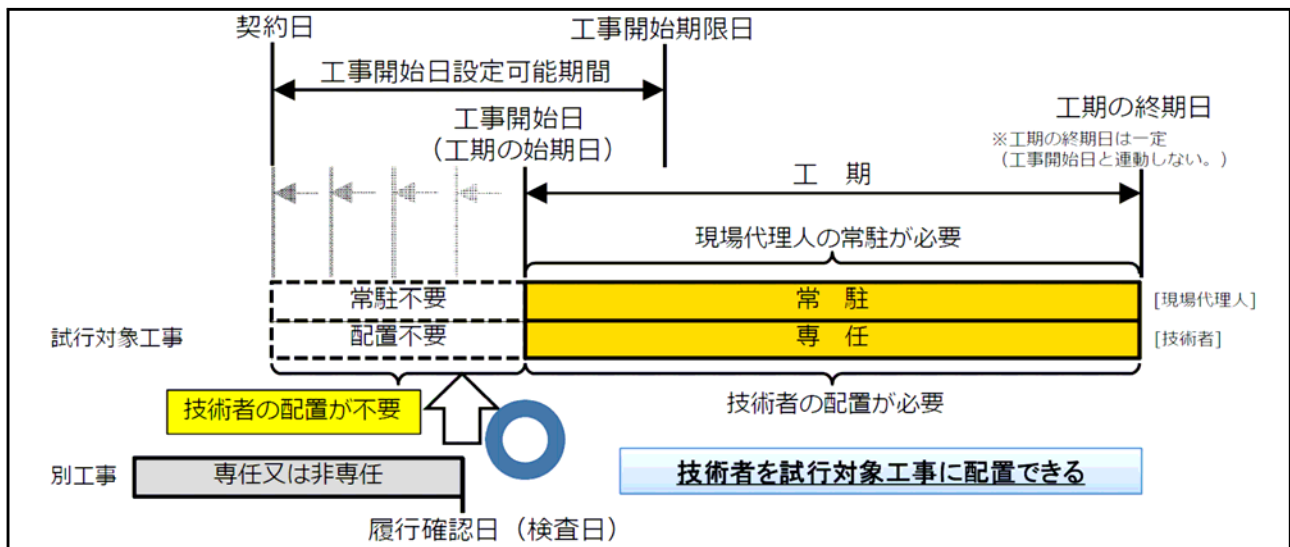 契約日
工事開始期限日
工事開始日設定可能期間
工事開始日
（工期の始期日）
工期の終期日
※工期の終期日は一定
（工事開始日と連動しない。）
工　期
現場代理人の常駐が必要
常駐不要
常　駐
[現場代理人]
試行対象工事
配置不要
専　任
[技術者]
技術者の配置が不要
技術者の配置が必要
別工事
専任又は非専任
技術者を試行対象工事に配置できる
履行確認日（検査日）